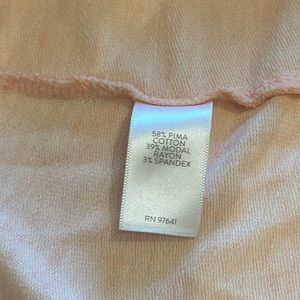 58% PIMA
COTTON
39% MODAL
RAYON
3% SPANDEX
RN 97641